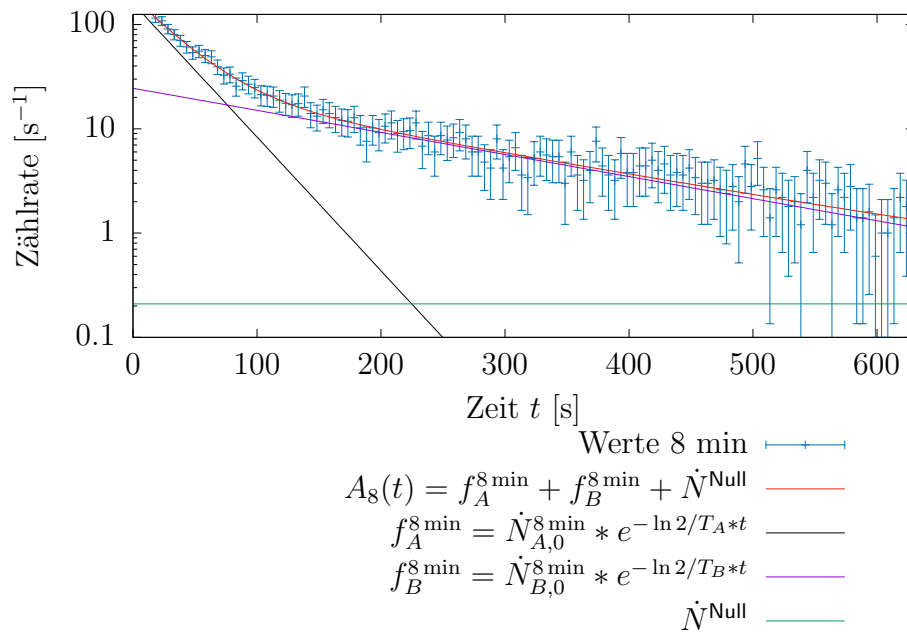 100
10
1
0.1
Zählrate [s⁻¹]
0 100 200 300 400 500 600
Zeit t [s]
Werte 8 min
A₈(t) = f_A^{8 min} + f_B^{8 min} + Ṅ^{Null}
f_A^{8 min} = Ṅ_{A,0}^{8 min} ∗ e^{−ln 2/T_A∗t}
f_B^{8 min} = Ṅ_{B,0}^{8 min} ∗ e^{−ln 2/T_B∗t}
Ṅ^{Null}